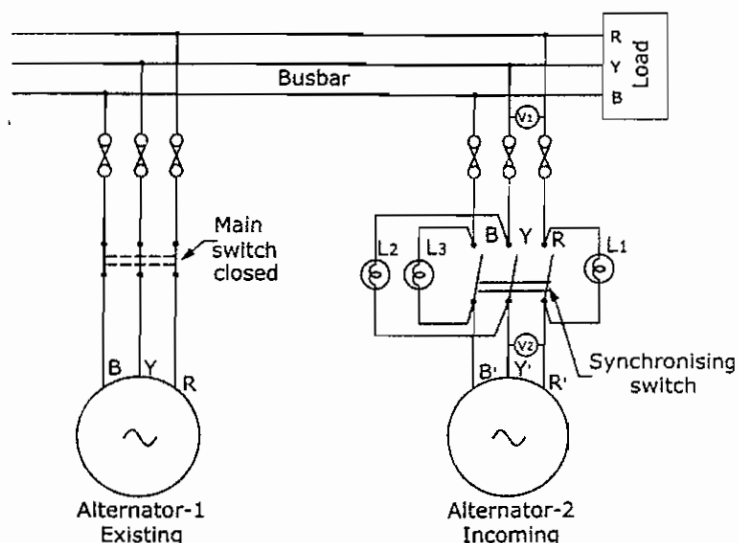 R
Y
B
Load
Busbar
V1
Main
switch
closed
L2
L3
B
Y
R
L1
V2
Synchronising
switch
B
Y
R
B'
Y'
R'
Alternator-1
Existing
Alternator-2
Incoming